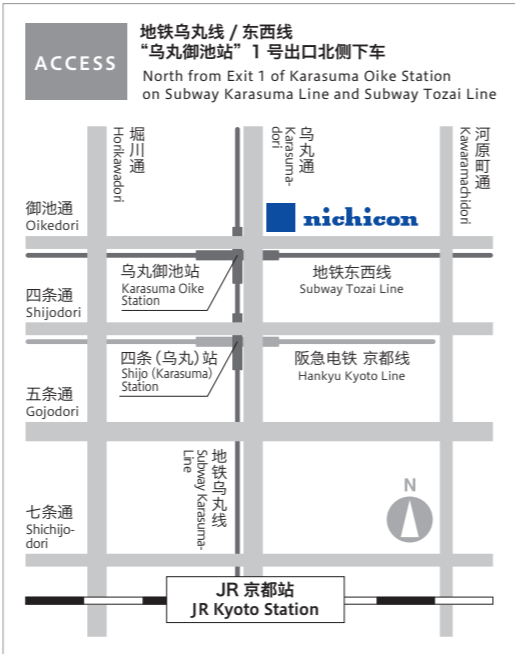 ACCESS
地铁乌丸线 / 东西线
“乌丸御池站”1 号出口北侧下车
North from Exit 1 of Karasuma Oike Station
on Subway Karasuma Line and Subway Tozai Line
堀川通
Horikawadori
乌丸通
Karasuma-
dori
河原町通
Kawaramachidori
nichicon
御池通
Oikedori
乌丸御池站
Karasuma Oike
Station
地铁东西线
Subway Tozai Line
四条通
Shijodori
四条（乌丸）站
Shijo (Karasuma)
Station
阪急电铁 京都线
Hankyu Kyoto Line
五条通
Gojodori
地铁乌丸线
Subway Karasuma-
Line
N
七条通
Shichijo-
dori
JR 京都站
JR Kyoto Station